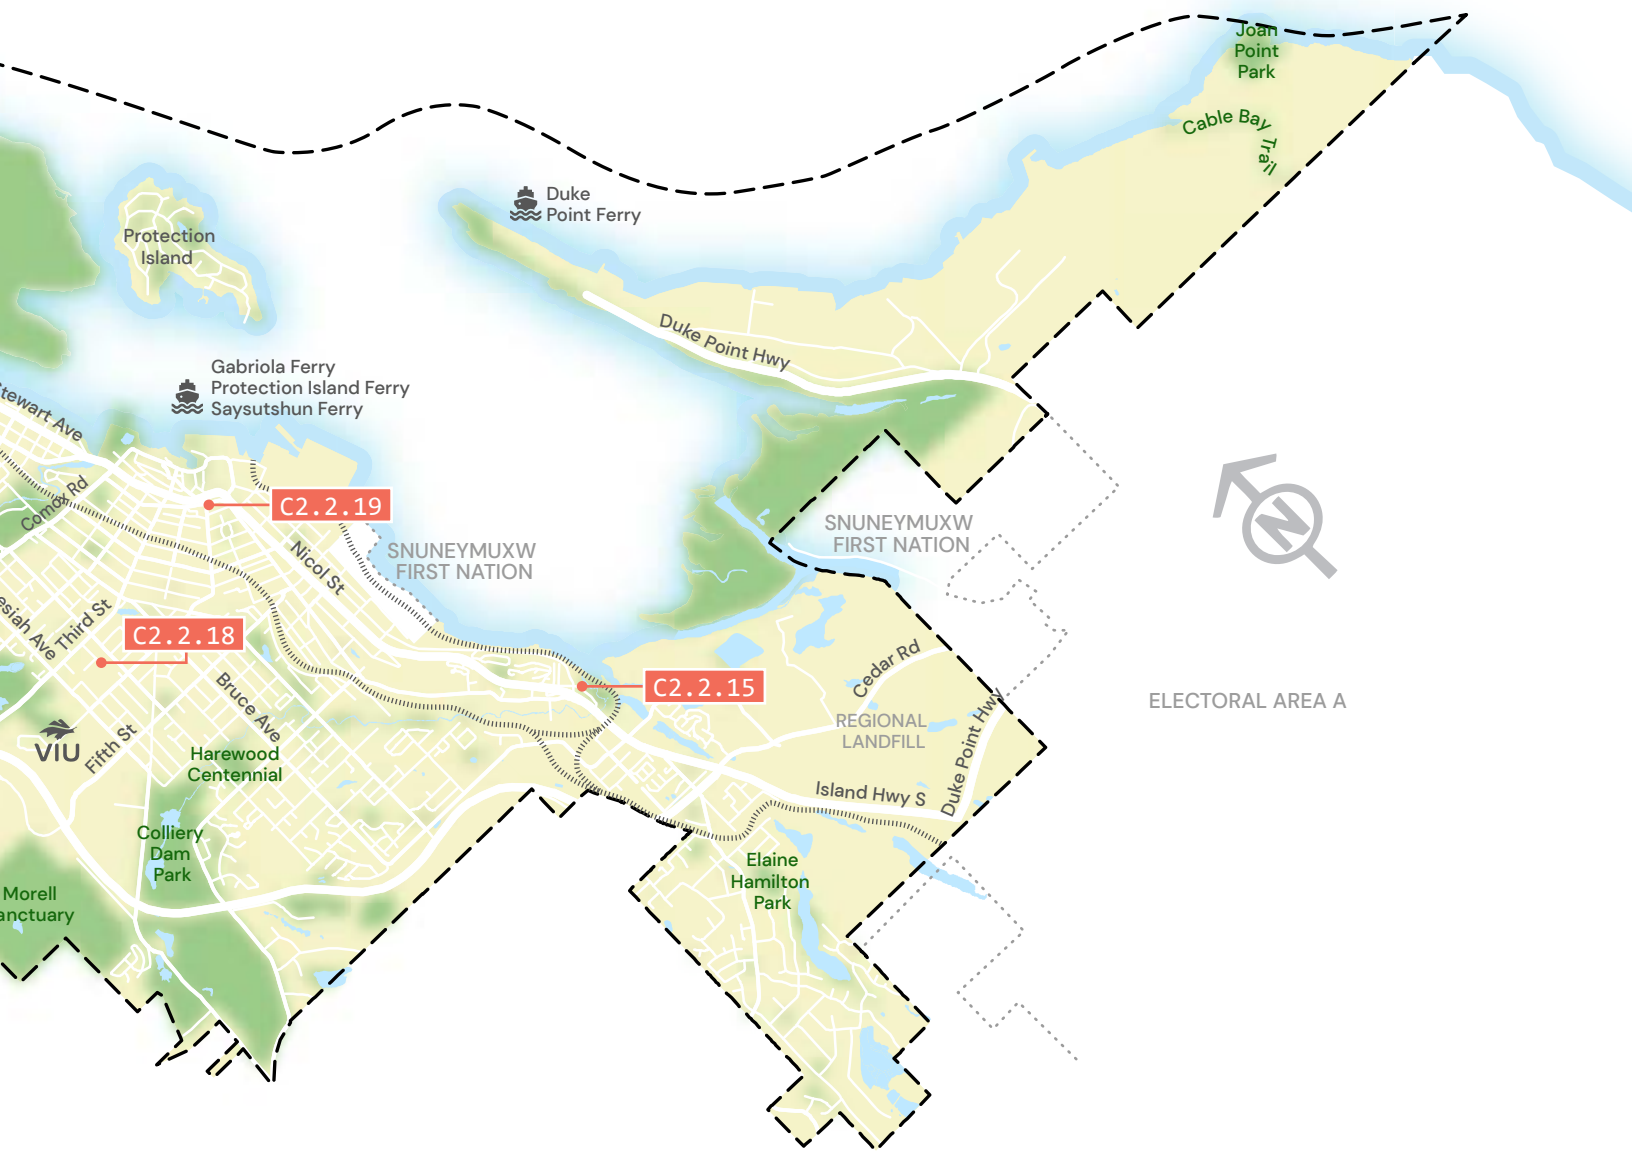 Joan
Point
Park
Cable Bay Trail
Duke
Point Ferry
Protection
Island
Duke Point Hwy
Gabriola Ferry
Protection Island Ferry
Saysutshun Ferry
Stewart Ave
Comox Rd
C2.2.19
Nicol St
SNUNEYMUXW
FIRST NATION
SNUNEYMUXW
FIRST NATION
N
Third St
C2.2.18
Ave
Bruce Ave
C2.2.15
Cedar Rd
ELECTORAL AREA A
REGIONAL
LANDFILL
Duke Point Hwy
VIU
Fifth St
Harewood
Centennial
Island Hwy S
Colliery
Dam
Park
Elaine
Hamilton
Park
Morell
anctuary